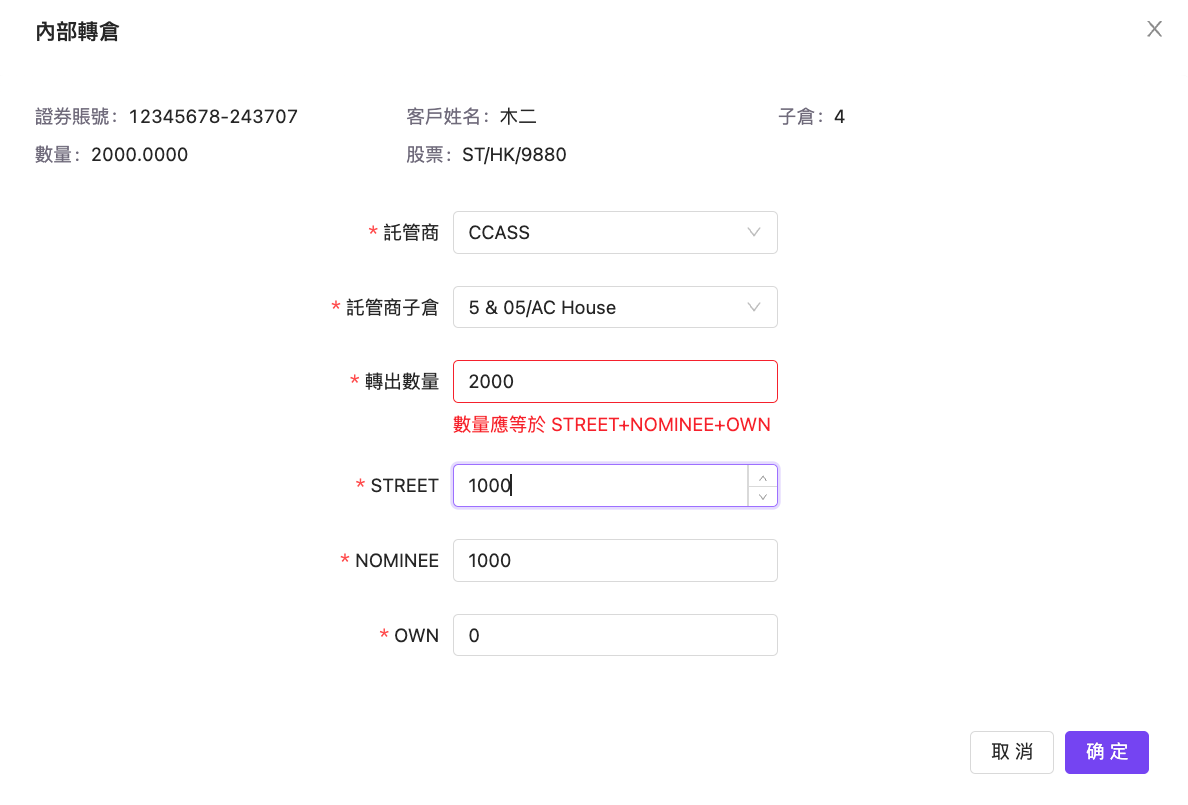 內部轉倉
證券賬號: 12345678-243707 客戶姓名: 木二 子倉: 4
數量: 2000.0000 股票: ST/HK/9880
* 託管商 CCASS
* 託管商子倉 5 & 05/AC House
* 轉出數量 2000
數量應等於 STREET+NOMINEE+OWN
* STREET 1000
* NOMINEE 1000
* OWN 0
取 消 确 定